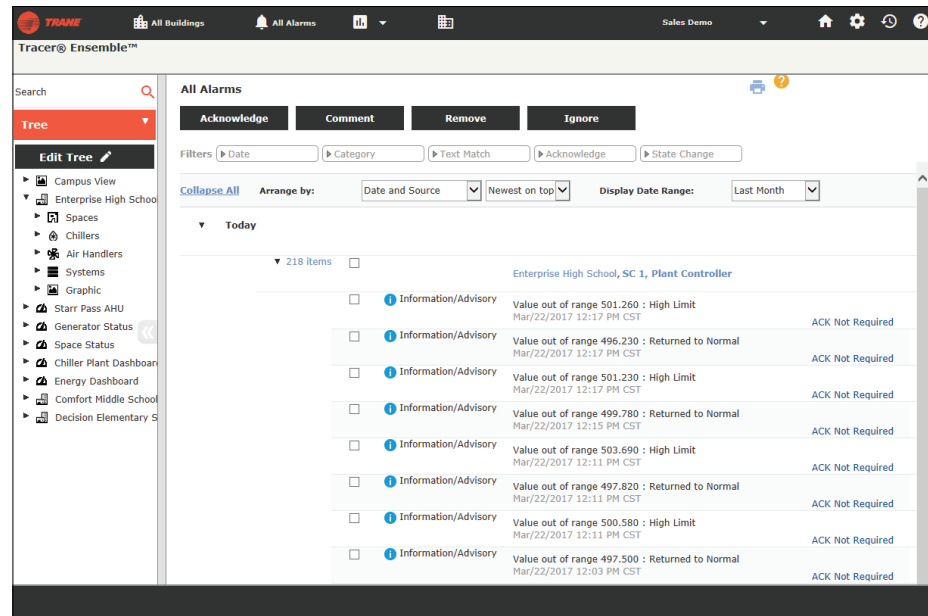 TRANE All Buildings All Alarms Sales Demo
Tracer® Ensemble™
Search
All Alarms
Tree
Acknowledge Comment Remove Ignore
Edit Tree
Filters Date Category Text Match Acknowledge State Change
Campus View
Enterprise High Schoo
Spaces
Chillers
Air Handlers
Systems
Graphic
Starr Pass AHU
Generator Status
Space Status
Chiller Plant Dashboar
Energy Dashboard
Comfort Middle School
Decision Elementary S
Collapse All Arrange by: Date and Source Newest on top Display Date Range: Last Month
Today
218 items
Enterprise High School, SC 1, Plant Controller
Information/Advisory Value out of range 501.260 : High Limit
Mar/22/2017 12:17 PM CST
ACK Not Required
Information/Advisory Value out of range 496.230 : Returned to Normal
Mar/22/2017 12:17 PM CST
ACK Not Required
Information/Advisory Value out of range 501.230 : High Limit
Mar/22/2017 12:17 PM CST
ACK Not Required
Information/Advisory Value out of range 499.780 : Returned to Normal
Mar/22/2017 12:15 PM CST
ACK Not Required
Information/Advisory Value out of range 503.690 : High Limit
Mar/22/2017 12:11 PM CST
ACK Not Required
Information/Advisory Value out of range 497.820 : Returned to Normal
Mar/22/2017 12:11 PM CST
ACK Not Required
Information/Advisory Value out of range 500.580 : High Limit
Mar/22/2017 12:11 PM CST
ACK Not Required
Information/Advisory Value out of range 497.500 : Returned to Normal
Mar/22/2017 12:03 PM CST
ACK Not Required